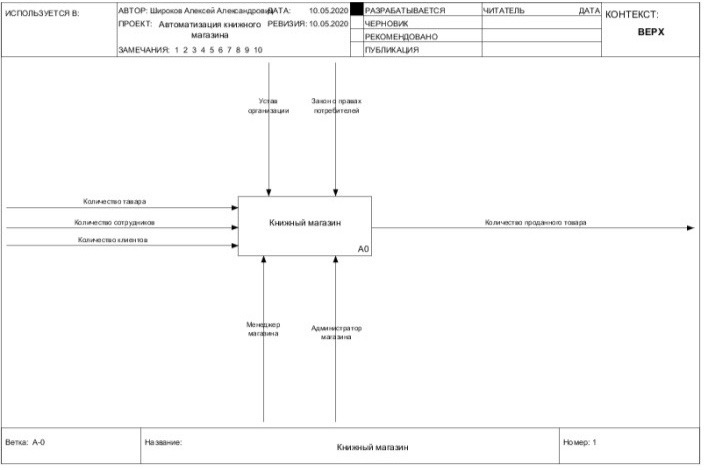 ИСПОЛЬЗУЕТСЯ В:
АВТОР: Широков Алексей Александрович ДАТА: 10.05.2020
ПРОЕКТ: Автоматизация книжного магазина
РЕВИЗИЯ: 10.05.2020
ЗАМЕЧАНИЯ: 1 2 3 4 5 6 7 8 9 10
РАЗРАБАТЫВАЕТСЯ
ЧЕРНОВИК
РЕКОМЕНДОВАНО
ПУБЛИКАЦИЯ
ЧИТАТЕЛЬ ДАТА
КОНТЕКСТ:
ВЕРХ
Устав
организации
Закон о правах
потребителей
Количество товара
Количество сотрудников
Количество клиентов
Книжный магазин
A0
Количество проданного товара
Менеджер
магазина
Администратор
магазина
Ветка: A-0
Название:
Книжный магазин
Номер: 1